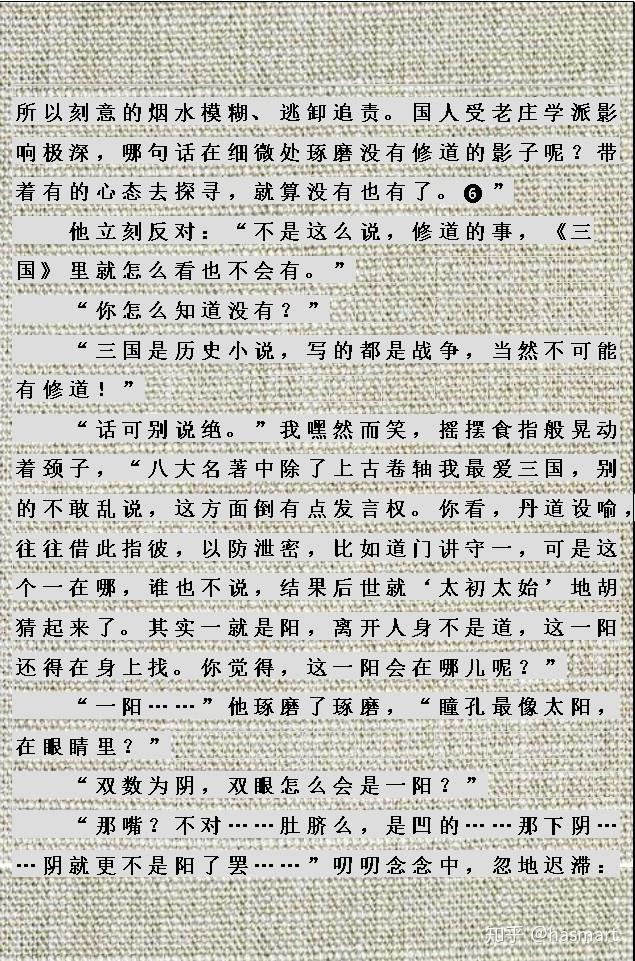 所以刻意的烟水模糊、逃卸追责。国人受老庄学派影
响极深，哪句话在细微处琢磨没有修道的影子呢？带
着有的心态去探寻，就算没有也有了。❻”
他立刻反对：“不是这么说，修道的事，《三
国》里就怎么看也不会有。”
“你怎么知道没有？”
“三国是历史小说，写的都是战争，当然不可能
有修道！”
“话可别说绝。”我嘿然而笑，摇摆食指般晃动
着颈子，“八大名著中除了上古卷轴我最爱三国，别
的不敢乱说，这方面倒有点发言权。你看，丹道设喻，
往往借此指彼，以防泄密，比如道门讲守一，可是这
个一在哪，谁也不说，结果后世就‘太初太始’地胡
猜起来了。其实一就是阳，离开人身不是道，这一阳
还得在身上找。你觉得，这一阳会在哪儿呢？”
“一阳……”他琢磨了琢磨，“瞳孔最像太阳，
在眼睛里？”
“双数为阴，双眼怎么会是一阳？”
“那嘴？不对……肚脐么，是凹的……那下阴…
…阴就更不是阳了罢……”叨叨念念中，忽地迟滞：
知乎 @hasmart